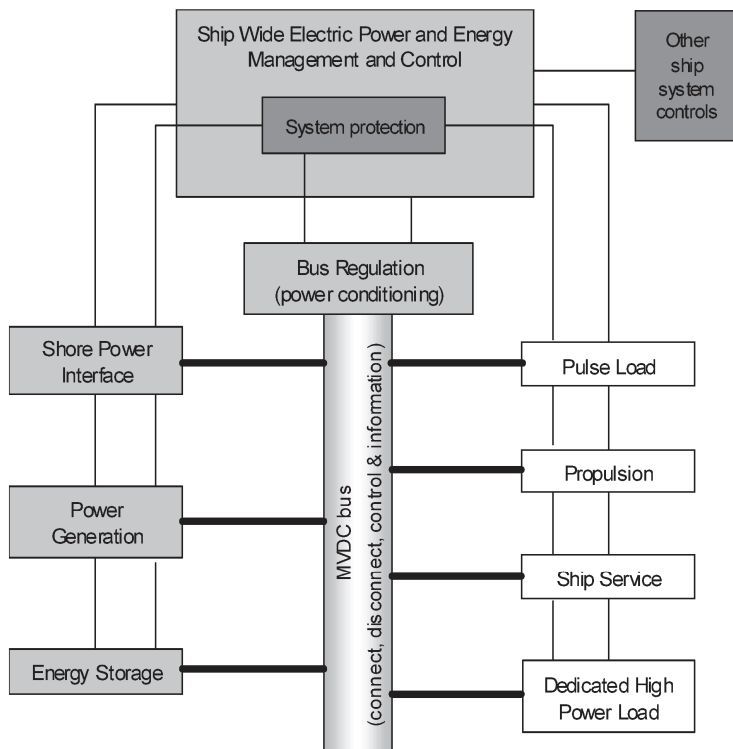 Ship Wide Electric Power and Energy
Management and Control
System protection
Other
ship
system
controls
Bus Regulation
(power conditioning)
Shore Power
Interface
Power
Generation
Energy Storage
MVDC bus
(connect, disconnect, control & information)
Pulse Load
Propulsion
Ship Service
Dedicated High
Power Load